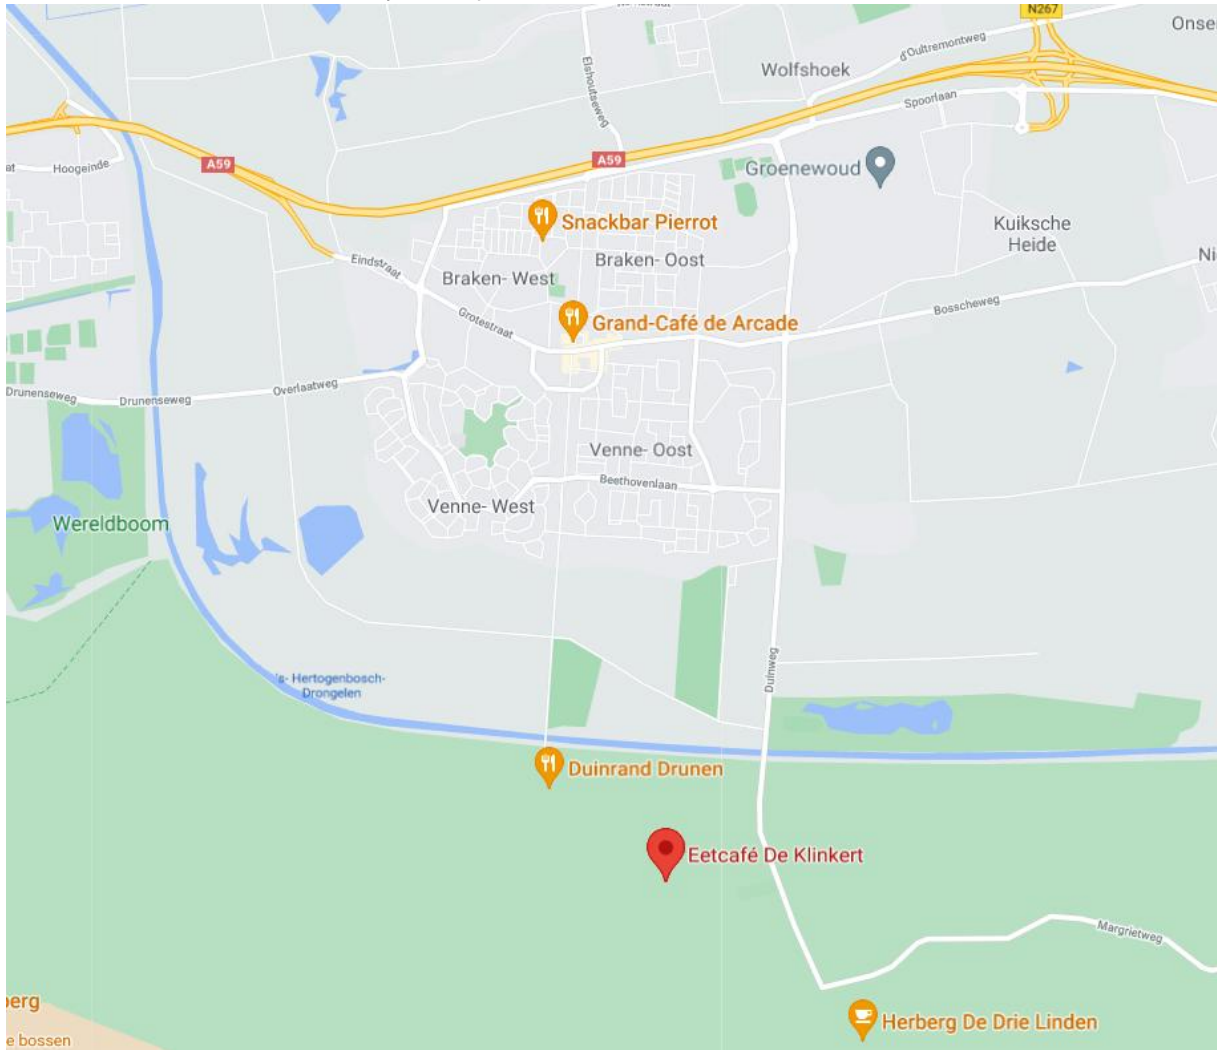 N267
Onse
d'Oultremontweg
Wolfshoek
Elshoutseweg
Spoorlaan
A59
A59
at
Hoogeinde
Groenewoud
Snackbar Pierrot
Kuiksche
Heide
Ni
Eindstraat
Braken- West
Braken- Oost
Grotestraat
Bosscheweg
Grand-Café de Arcade
Drunenseweg
Drunenseweg
Overlaatweg
Venne- Oost
Beethovenlaan
Venne- West
Wereldboom
Duinweg
's- Hertogenbosch-
Drongelen
Duinrand Drunen
Eetcafé De Klinkert
Margrietweg
berg
Herberg De Drie Linden
e bossen